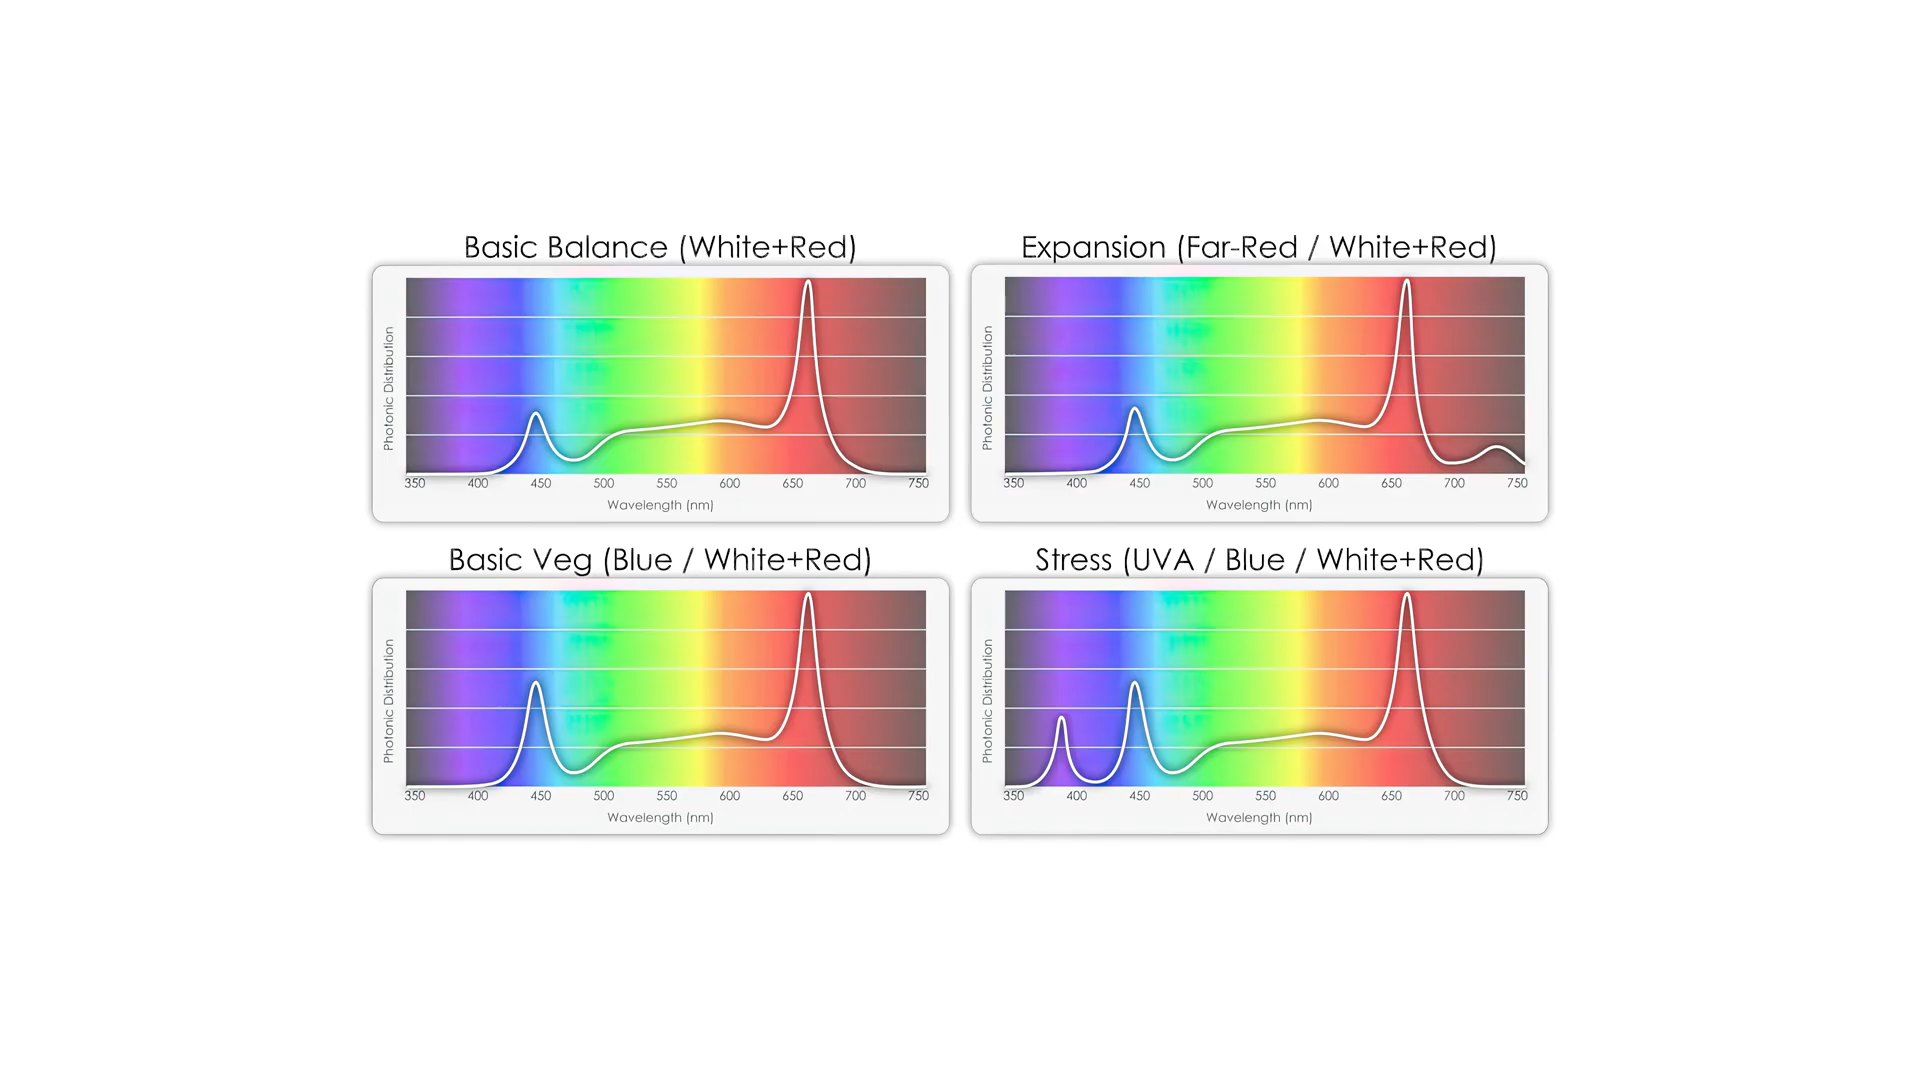 Basic Balance (White+Red)
Photonic Distribution
350 400 450 500 550 600 650 700 750
Wavelength (nm)
Expansion (Far-Red / White+Red)
Photonic Distribution
350 400 450 500 550 600 650 700 750
Wavelength (nm)
Basic Veg (Blue / White+Red)
Photonic Distribution
350 400 450 500 550 600 650 700 750
Wavelength (nm)
Stress (UVA / Blue / White+Red)
Photonic Distribution
350 400 450 500 550 600 650 700 750
Wavelength (nm)